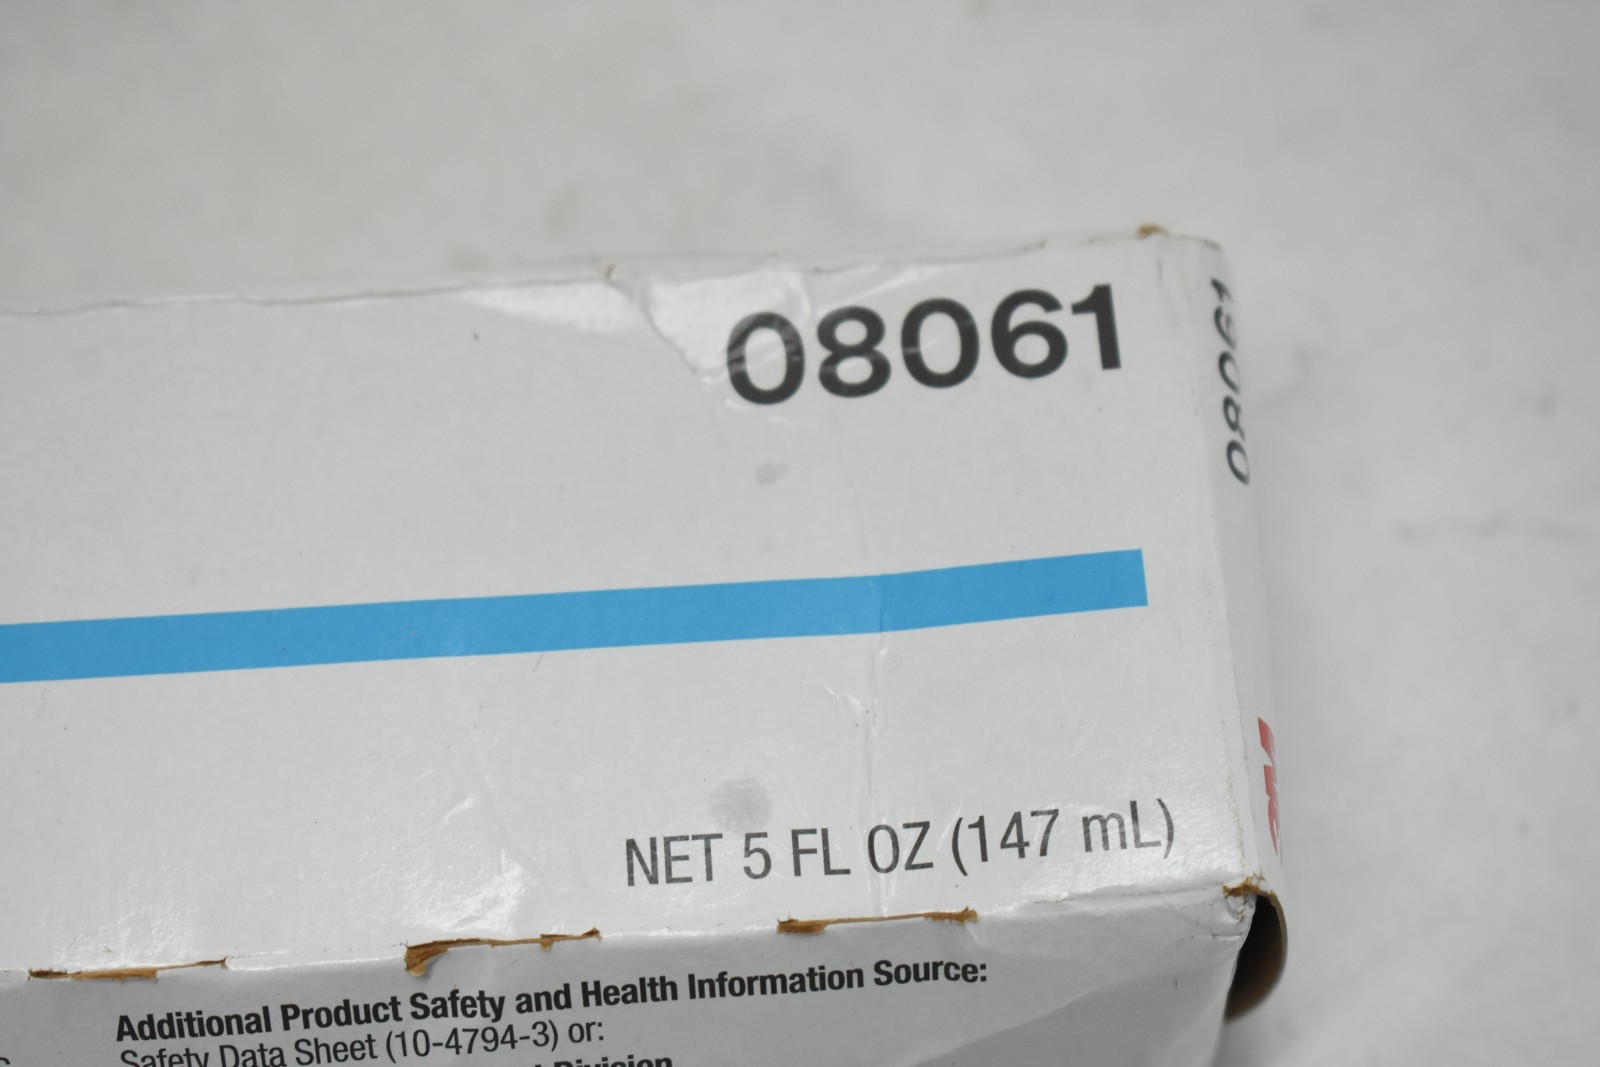 08061
08061
NET 5 FL OZ (147 mL)
Additional Product Safety and Health Information Source:
Safety Data Sheet (10-4794-3) or:
Division